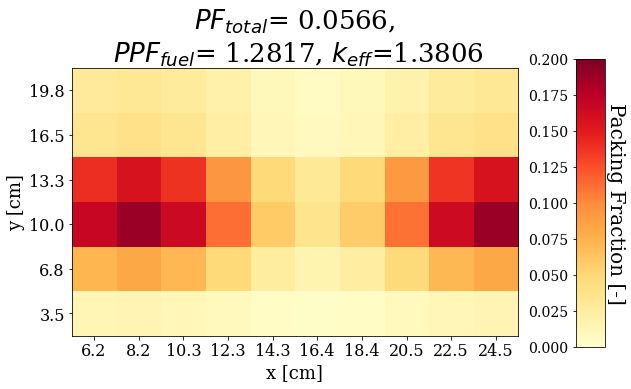 PF_total= 0.0566,
PPF_fuel= 1.2817, k_eff=1.3806
19.8
16.5
13.3
10.0
6.8
3.5
y [cm]
6.2 8.2 10.3 12.3 14.3 16.4 18.4 20.5 22.5 24.5
x [cm]
0.200
0.175
0.150
0.125
0.100
0.075
0.050
0.025
0.000
Packing Fraction [-]